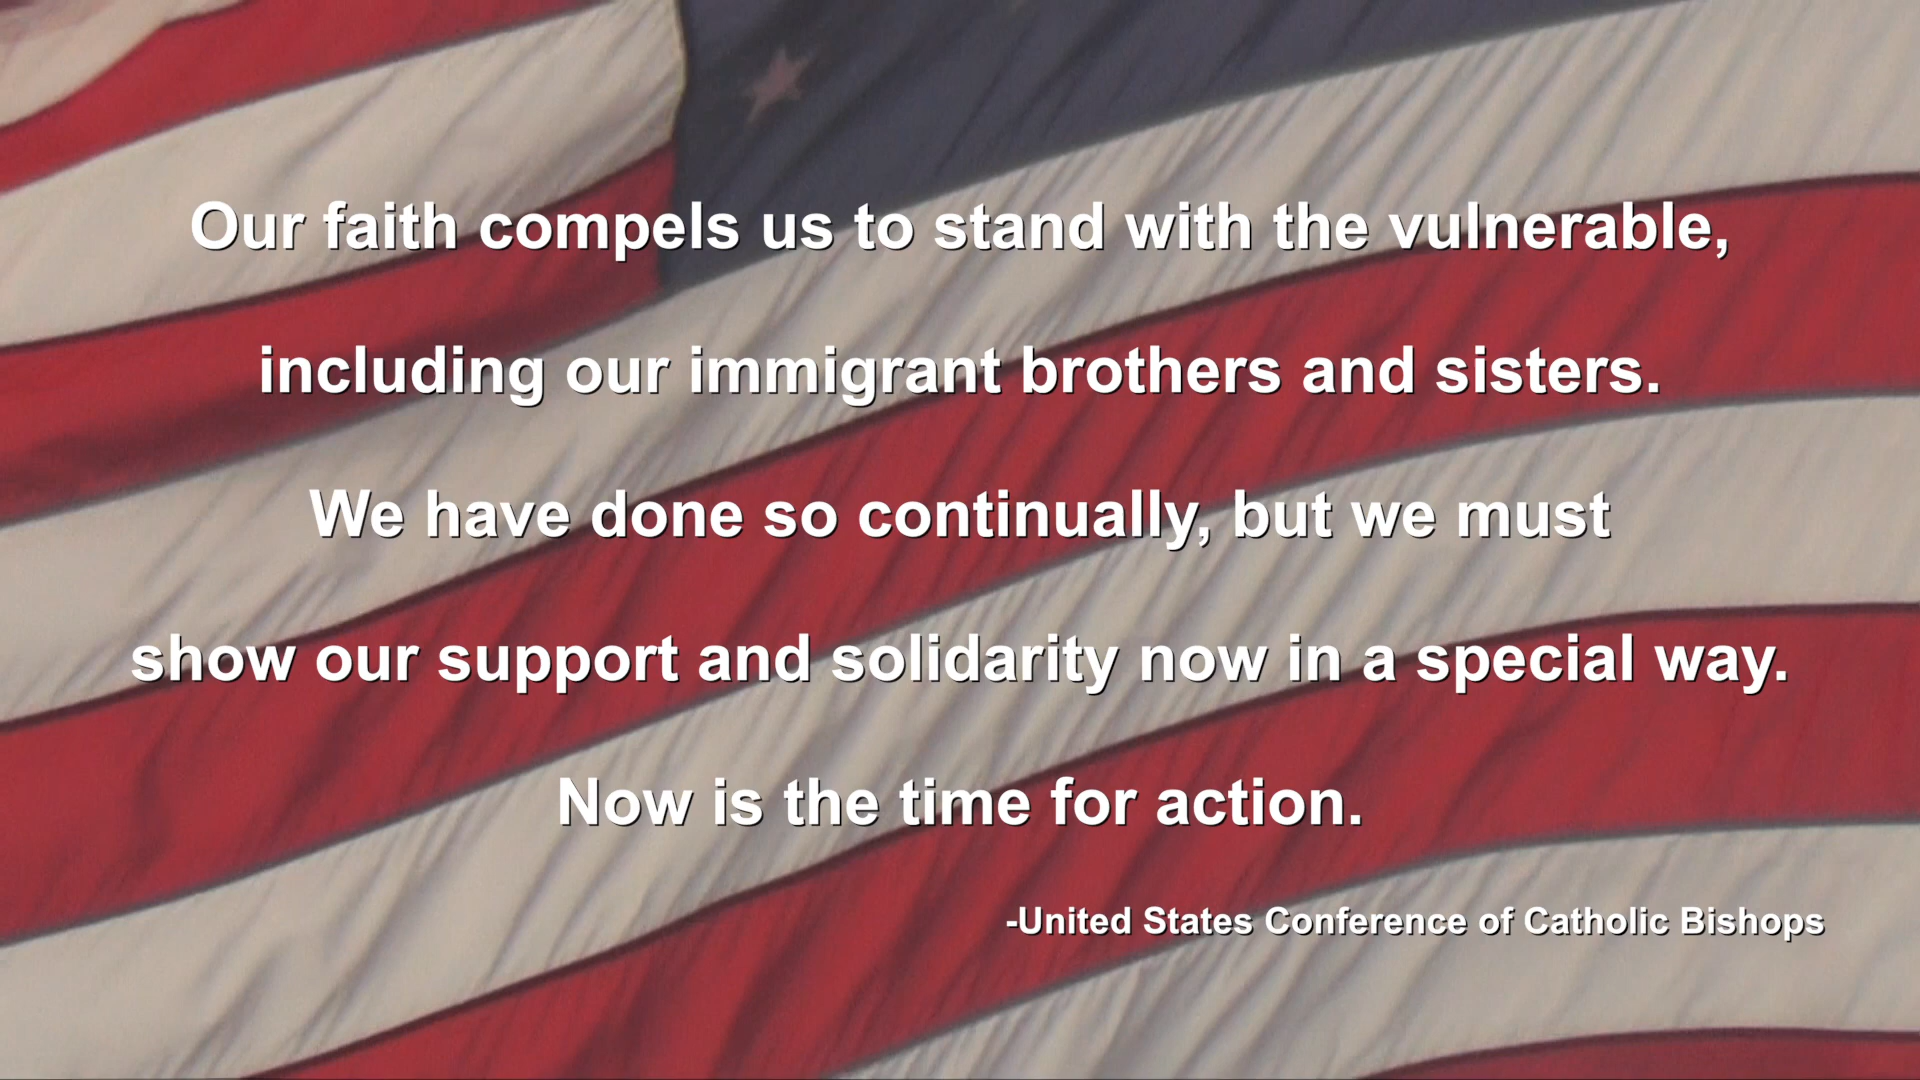 Our faith compels us to stand with the vulnerable,
including our immigrant brothers and sisters.
We have done so continually, but we must
show our support and solidarity now in a special way.
Now is the time for action.
-United States Conference of Catholic Bishops